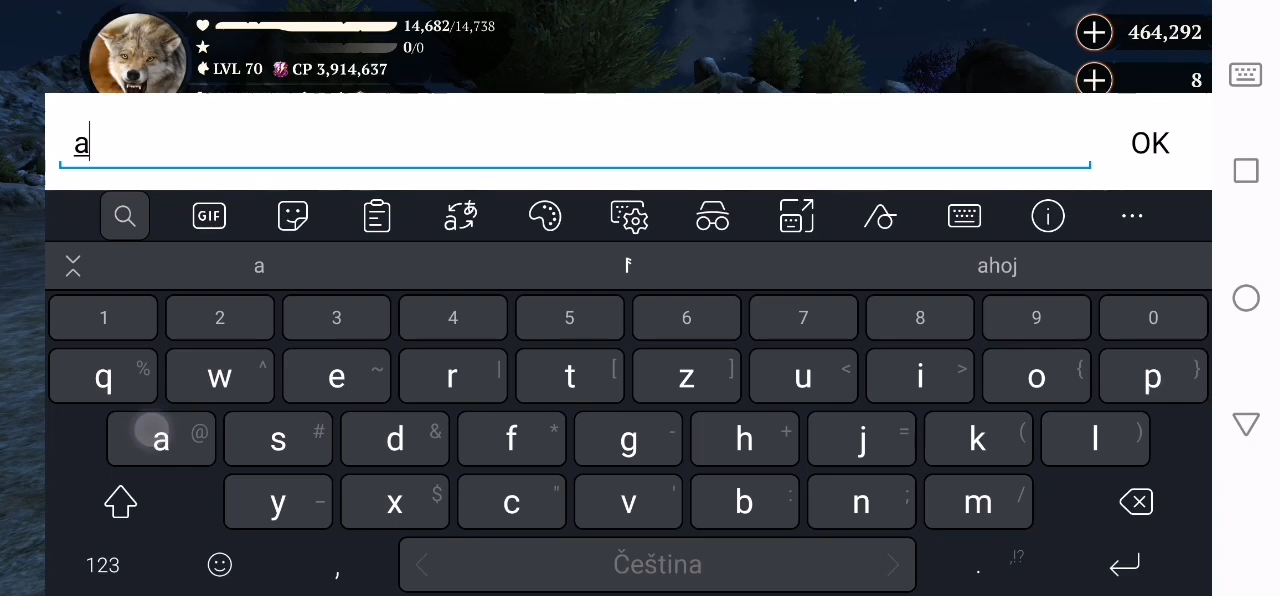 14,682/14,738
0/0
LVL 70 CP 3,914,637
464,292
8
a
OK
GIF
a
ahoj
1 2 3 4 5 6 7 8 9 0
q % w ^ e ~ r | t [ z ] u < i > o { p }
a @ s # d & f * g - h + j = k ( l )
y _ x $ c " v ' b : n ; m /
123 , Čeština . ,!?